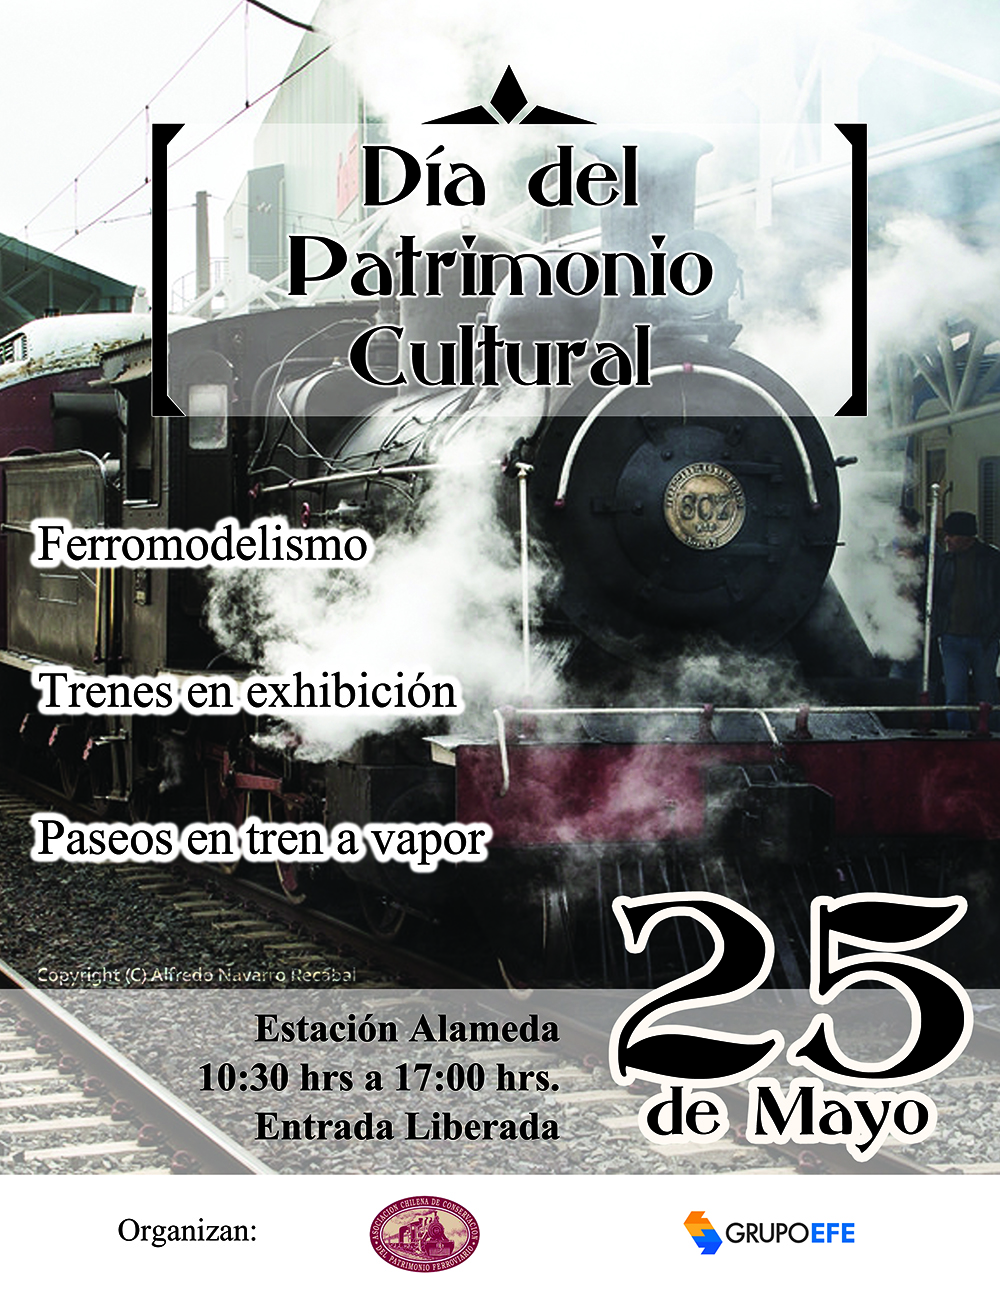 Día del
Patrimonio
Cultural
807
Ferromodelismo
Trenes en exhibición
Paseos en tren a vapor
Copyright (C) Alfredo Navarro Recabal
Estación Alameda
10:30 hrs a 17:00 hrs.
Entrada Liberada
25
de Mayo
Organizan:
ASOCIACION CHILENA DE CONSERVACION
DEL PATRIMONIO FERROVIARIO
GRUPOEFE